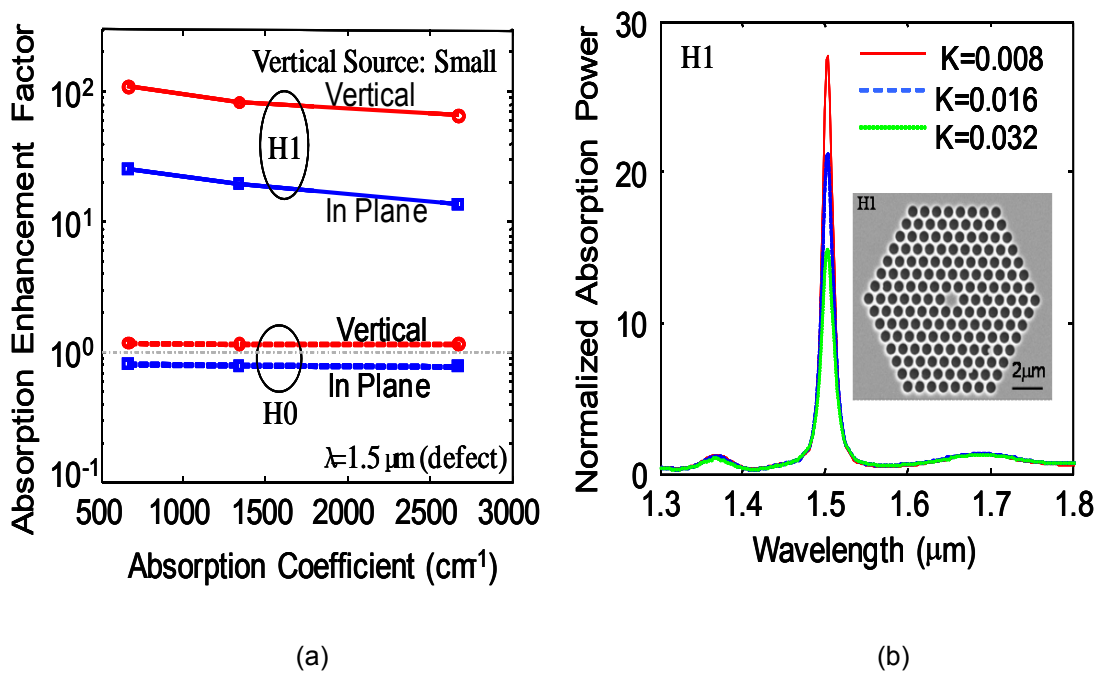 Absorption Enhancement Factor
10²
10¹
10⁰
10⁻¹
Vertical Source: Small
Vertical
H1
In Plane
Vertical
In Plane
H0
λ=1.5 μm (defect)
500 1000 1500 2000 2500 3000
Absorption Coefficient (cm⁻¹)
(a)
Normalized Absorption Power
30
20
10
0
H1
K=0.008
K=0.016
K=0.032
H1
2μm
1.3 1.4 1.5 1.6 1.7 1.8
Wavelength (μm)
(b)